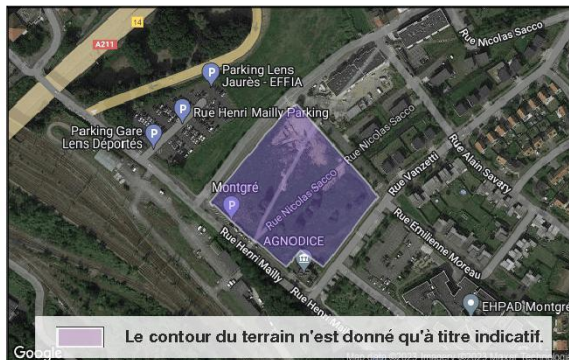 A211
14
Rue Nicolas Sacco
Parking Lens
Jaurès - EFFIA
Rue Henri Mailly Parking
Parking Gare
Lens Déportés
Rue Nicolas Sacco
Rue Nicolas Sacco
Rue Alain Savary
Rue Vanzetti
Montgré
Rue Nicolas Sacco
Rue Emilienne Moreau
AGNODICE
Rue Henri Mailly
Rue Henri
EHPAD Montgré
Le contour du terrain n'est donné qu'à titre indicatif.
Google